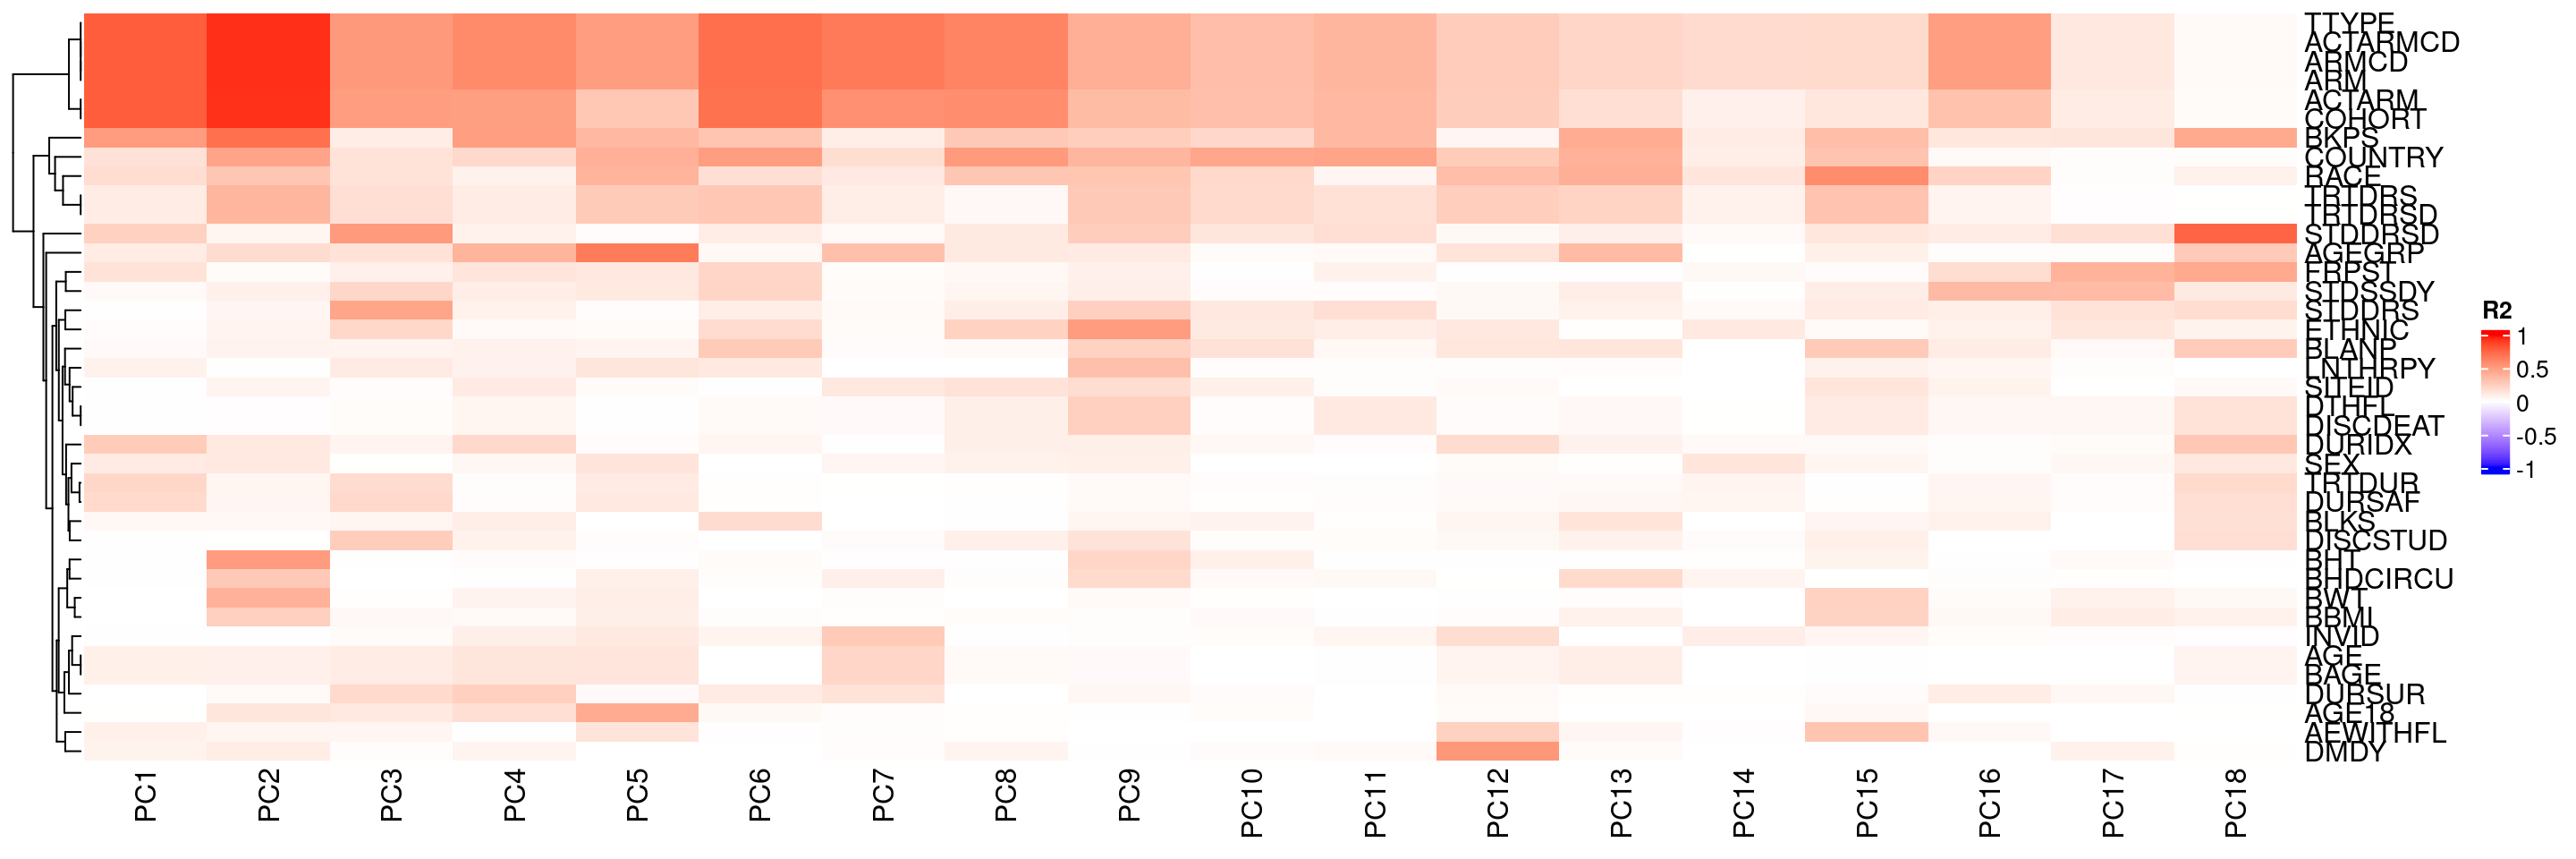 TTYPE
ACTARMCD
ARMCD
ARM
ACTARM
COHORT
BKPS
COUNTRY
RACE
TRTDRS
TRTDRSD
STDDRSD
AGEGRP
FRPST
STDSSDY
STDDRS
ETHNIC
BLANP
LNTHRPY
SITEID
DTHFL
DISCDEAT
DURIDX
SEX
TRTDUR
DURSAF
BLKS
DISCSTUD
BHT
BHDCIRCU
BWT
BBMI
INVID
AGE
BAGE
DURSUR
AGE18
AEWITHFL
DMDY
R2
1
0.5
0
-0.5
-1
PC1 PC2 PC3 PC4 PC5 PC6 PC7 PC8 PC9 PC10 PC11 PC12 PC13 PC14 PC15 PC16 PC17 PC18